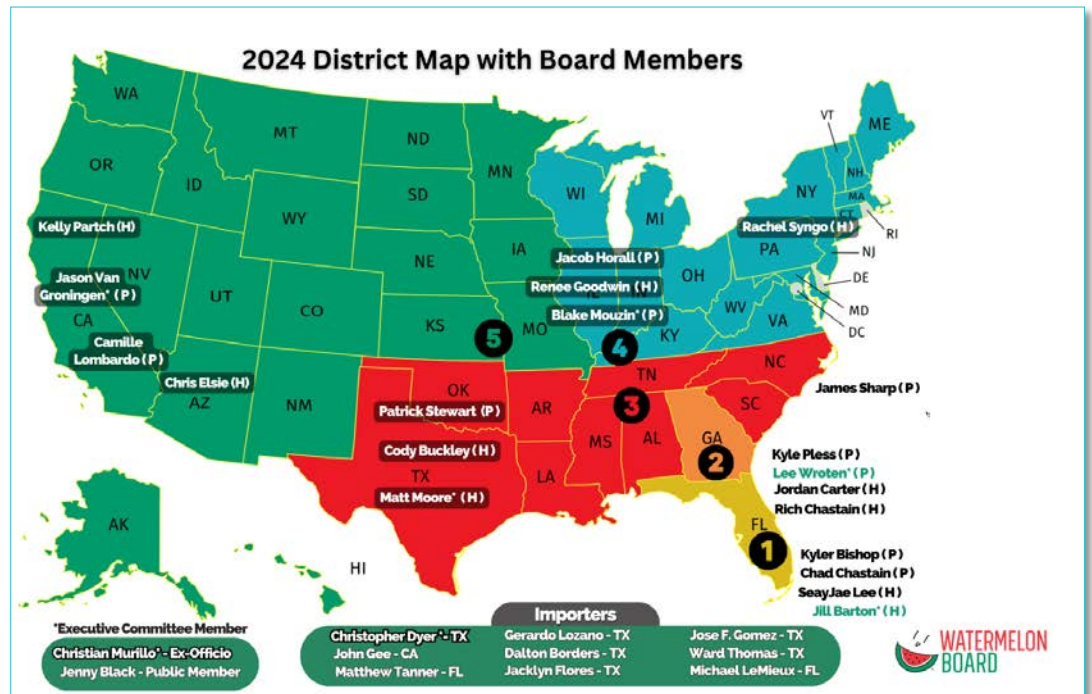 2024 District Map with Board Members
WA
MT
ND
MN
VT
ME
OR
ID
SD
WI
MI
NY
NH
MA
CT
RI
WY
Kelly Partch (H)
Rachel Syngo (H)
IA
NE
Jacob Horall (P)
PA
NJ
OH
NV
Jason Van
Groningen* (P)
UT
CO
Renee Goodwin (H)
IL
IN
DE
WV
MD
VA
DC
CA
KS
MO
Blake Mouzin* (P)
KY
5
4
Camille
Lombardo (P)
Chris Elsie (H)
AZ
NM
OK
TN
NC
James Sharp (P)
Patrick Stewart (P)
AR
3
SC
Cody Buckley (H)
MS
AL
GA
2
Kyle Pless (P)
Lee Wroten* (P)
TX
LA
Matt Moore* (H)
Jordan Carter (H)
Rich Chastain (H)
AK
FL
1
HI
Kyler Bishop (P)
Chad Chastain (P)
SeayJae Lee (H)
Jill Barton* (H)
*Executive Committee Member
Christian Murillo* - Ex-Officio
Jenny Black - Public Member
Importers
Christopher Dyer* - TX
John Gee - CA
Matthew Tanner - FL
Gerardo Lozano - TX
Dalton Borders - TX
Jacklyn Flores - TX
Jose F. Gomez - TX
Ward Thomas - TX
Michael LeMieux - FL
WATERMELON
BOARD